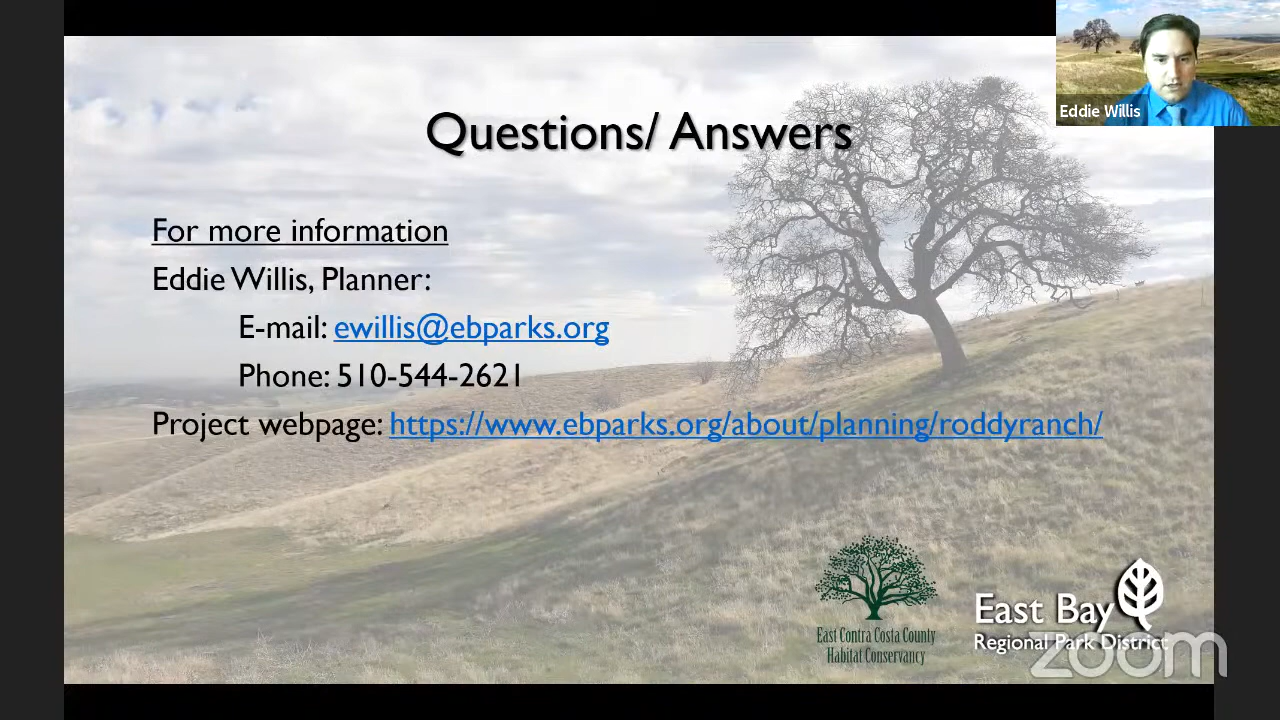 Questions/ Answers
Eddie Willis
For more information
Eddie Willis, Planner:
E-mail: ewillis@ebparks.org
Phone: 510-544-2621
Project webpage: https://www.ebparks.org/about/planning/roddyranch/
East Contra Costa County
Habitat Conservancy
East Bay
Regional Park District
zoom